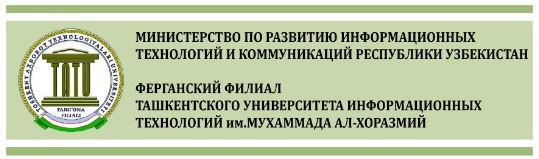 МИНИСТЕРСТВО ПО РАЗВИТИЮ ИНФОРМАЦИОННЫХ
ТЕХНОЛОГИЙ И КОММУНИКАЦИЙ РЕСПУБЛИКИ УЗБЕКИСТАН
ФЕРГАНСКИЙ ФИЛИАЛ
ТАШКЕНТСКОГО УНИВЕРСИТЕТА ИНФОРМАЦИОННЫХ
ТЕХНОЛОГИЙ им.МУХАММАДА АЛ-ХОРАЗМИЙ
TOSHKENT AXBOROT TEXNOLOGIYALARI UNIVERSITETI
TATU
FARG'ONA
FILIALI